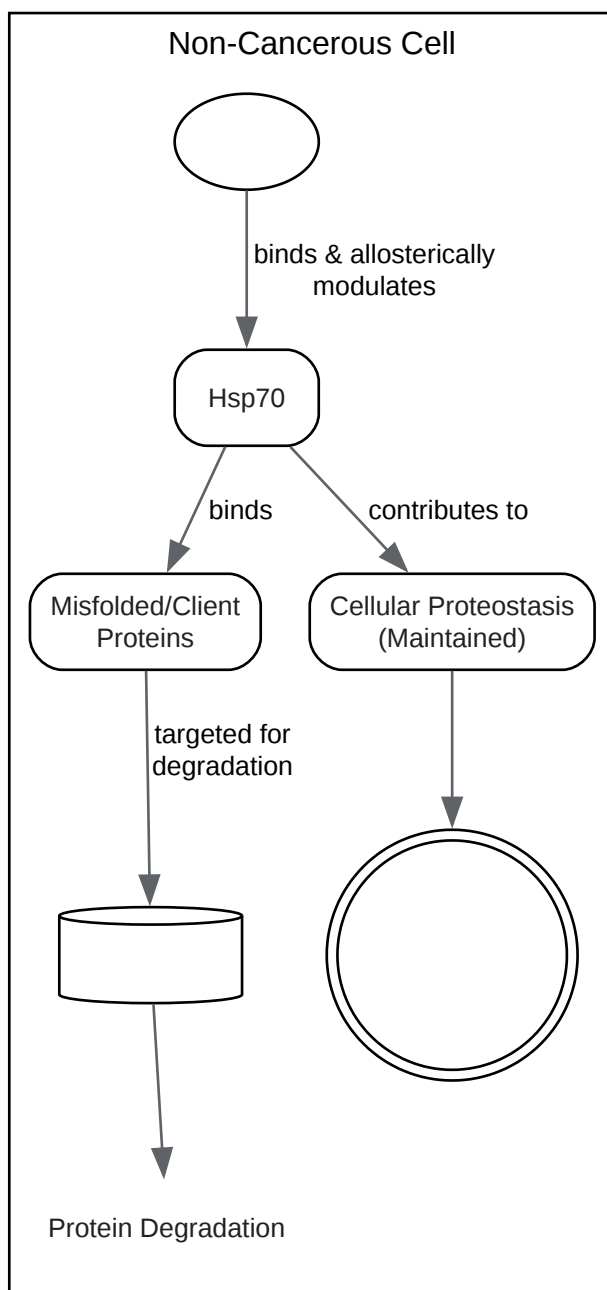 Non-Cancerous Cell
binds & allosterically
modulates
Hsp70
binds
contributes to
Misfolded/Client
Proteins
Cellular Proteostasis
(Maintained)
targeted for
degradation
Protein Degradation